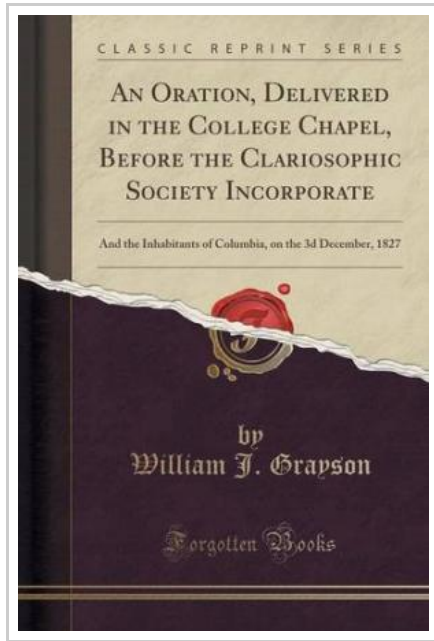 CLASSIC REPRINT SERIES
AN ORATION, DELIVERED
IN THE COLLEGE CHAPEL,
BEFORE THE CLARIOSOPHIC
SOCIETY INCORPORATE
And the Inhabitants of Columbia, on the 3d December, 1827
by
William J. Grayson
Forgotten Books